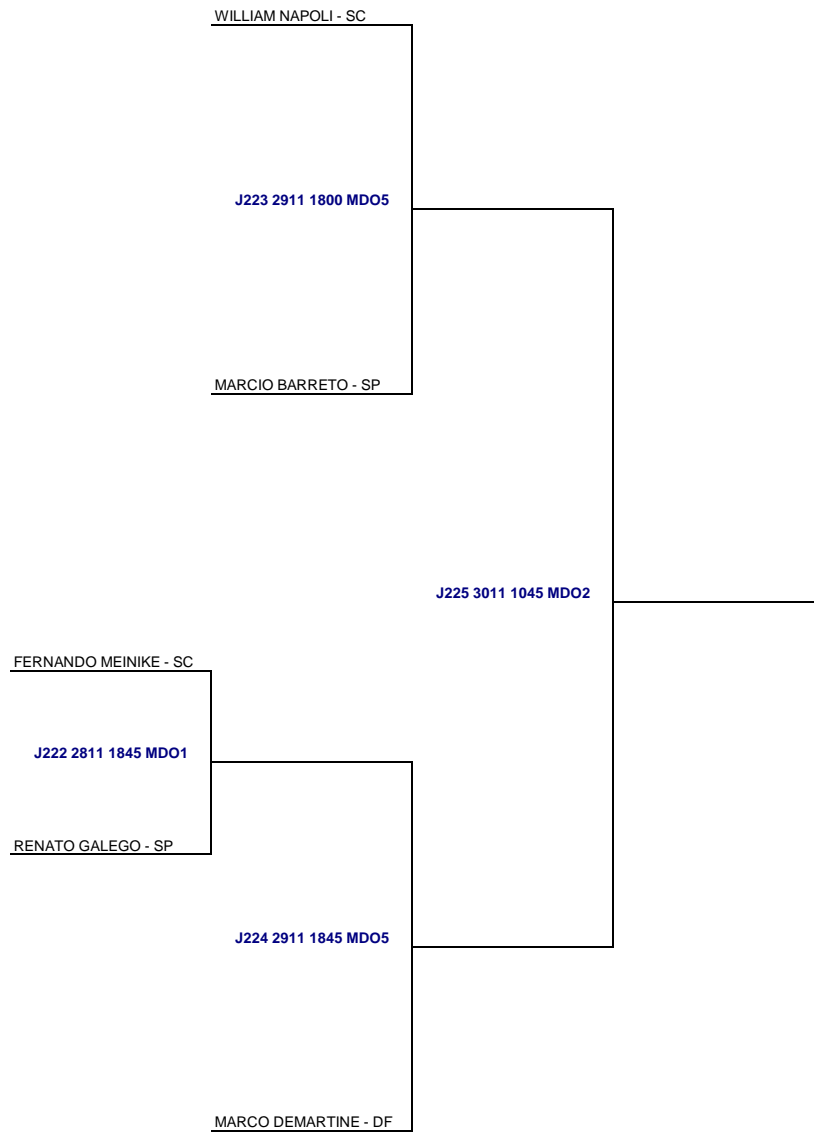 WILLIAM NAPOLI - SC
J223 2911 1800 MDO5
MARCIO BARRETO - SP
J225 3011 1045 MDO2
FERNANDO MEINIKE - SC
J222 2811 1845 MDO1
RENATO GALEGO - SP
J224 2911 1845 MDO5
MARCO DEMARTINE - DF